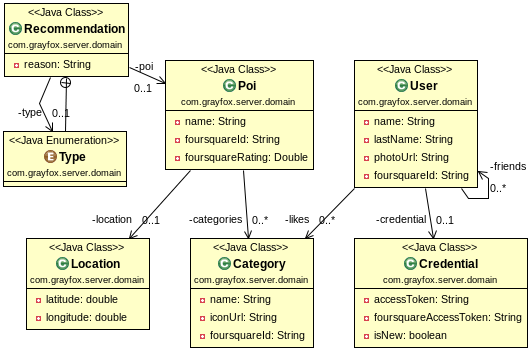 <<Java Class>>
Recommendation
com.grayfox.server.domain
reason: String
-poi
0..1
-type
0..1
<<Java Enumeration>>
Type
com.grayfox.server.domain
<<Java Class>>
Poi
com.grayfox.server.domain
name: String
foursquareId: String
foursquareRating: Double
<<Java Class>>
User
com.grayfox.server.domain
name: String
lastName: String
photoUrl: String
foursquareId: String
-friends
0..*
-location
0..1
-categories
0..*
-likes
0..*
-credential
0..1
<<Java Class>>
Location
com.grayfox.server.domain
latitude: double
longitude: double
<<Java Class>>
Category
com.grayfox.server.domain
name: String
iconUrl: String
foursquareId: String
<<Java Class>>
Credential
com.grayfox.server.domain
accessToken: String
foursquareAccessToken: String
isNew: boolean